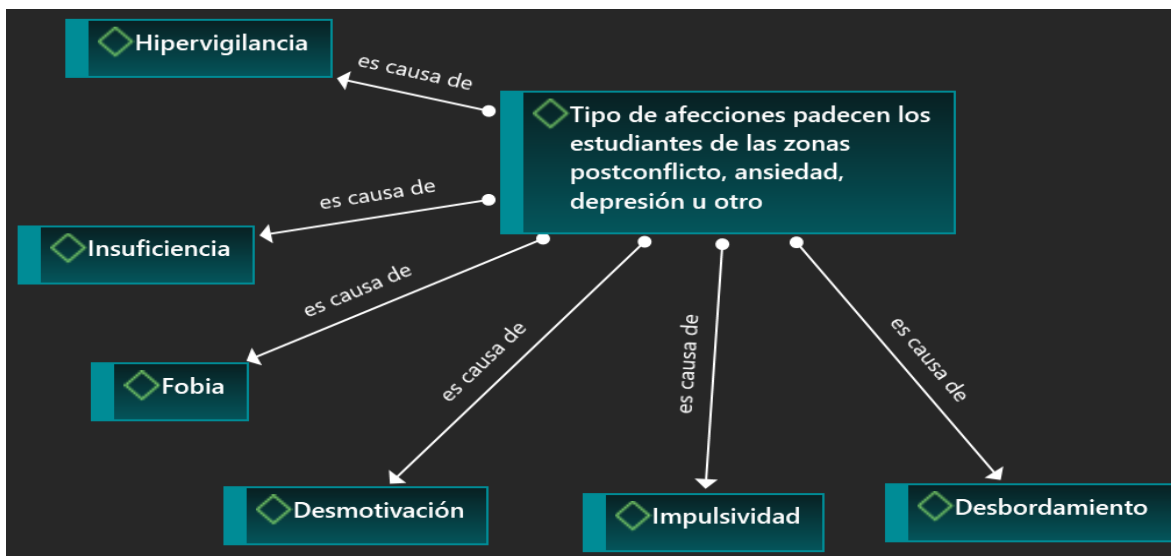 Hipervigilancia
es causa de
Tipo de afecciones padecen los
estudiantes de las zonas
postconflicto, ansiedad,
depresión u otro
es causa de
Insuficiencia
es causa de
Fobia
es causa de
Desmotivación
es causa de
Impulsividad
es causa de
Desbordamiento